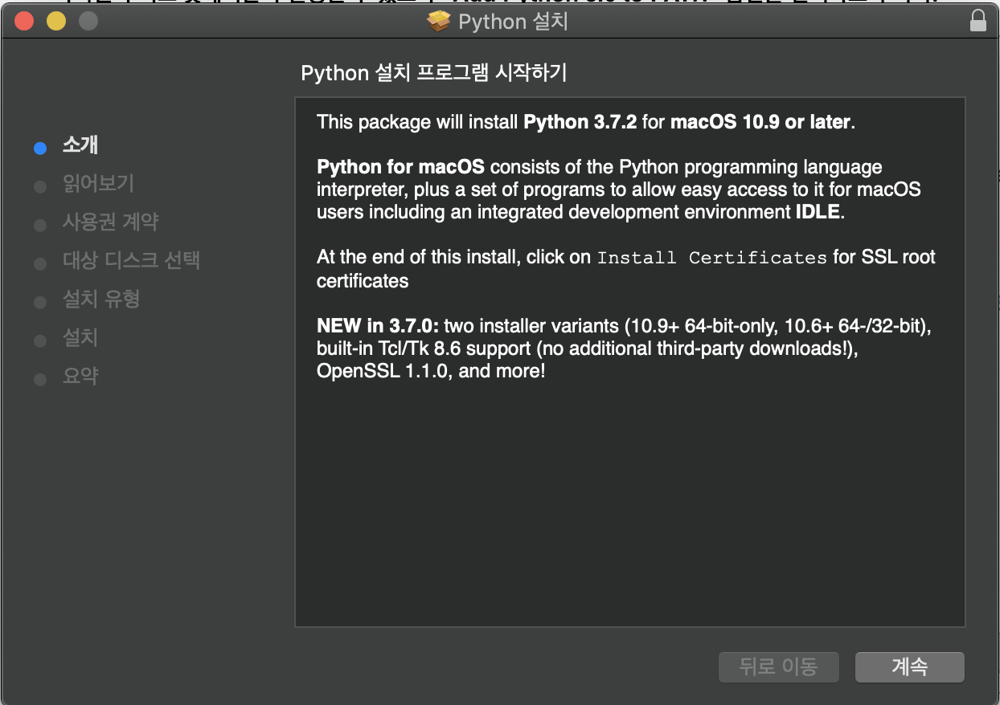 Python 설치
Python 설치 프로그램 시작하기
소개
읽어보기
사용권 계약
대상 디스크 선택
설치 유형
설치
요약
This package will install Python 3.7.2 for macOS 10.9 or later.
Python for macOS consists of the Python programming language
interpreter, plus a set of programs to allow easy access to it for macOS
users including an integrated development environment IDLE.
At the end of this install, click on Install Certificates for SSL root
certificates
NEW in 3.7.0: two installer variants (10.9+ 64-bit-only, 10.6+ 64-/32-bit),
built-in Tcl/Tk 8.6 support (no additional third-party downloads!),
OpenSSL 1.1.0, and more!
뒤로 이동
계속